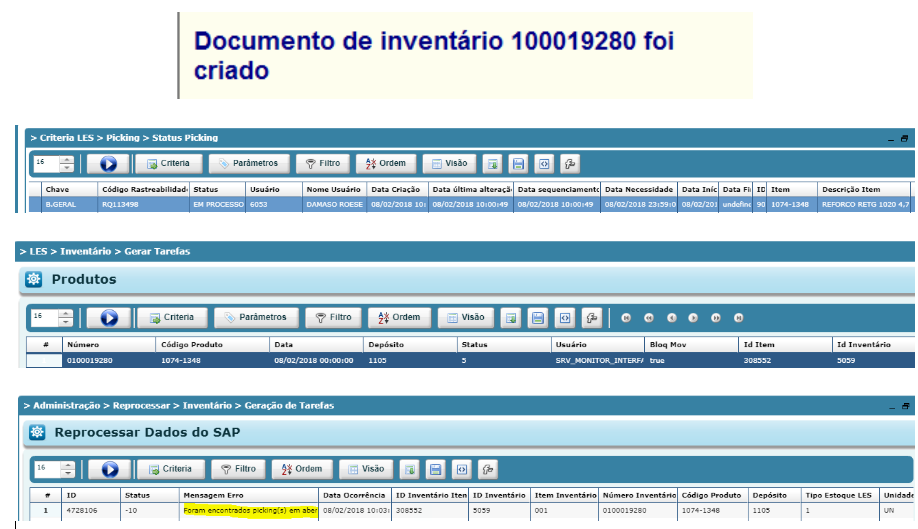 Documento de inventário 100019280 foi
criado
> Criteria LES > Picking > Status Picking
16 Criteria Parâmetros Filtro Ordem Visão
Chave Código Rastreabilidad Status Usuário Nome Usuário Data Criação Data última alteraçã Data sequenciamento Data Necessidade Data Iníc Data Fi ID Item Descrição Item
B.GERAL RQ113498 EM PROCESSO 6053 DAMASO ROESE 08/02/2018 10: 08/02/2018 10:00:49 08/02/2018 10:00:49 08/02/2018 23:59:0 08/02/201 undefine 90 1074-1348 REFORCO RETG 1020 4,7
> LES > Inventário > Gerar Tarefas
Produtos
16 Criteria Parâmetros Filtro Ordem Visão
# Número Código Produto Data Depósito Status Usuário Bloq Mov Id Item Id Inventário
0100019280 1074-1348 08/02/2018 00:00:00 1105 5 SRV_MONITOR_INTERFA true 308552 5059
> Administração > Reprocessar > Inventário > Geração de Tarefas
Reprocessar Dados do SAP
16 Criteria Filtro Ordem Visão
# ID Status Mensagem Erro Data Ocorrência ID Inventário Iten ID Inventário Item Inventário Número Inventário Código Produto Depósito Tipo Estoque LES Unidade
1 4728106 -10 Foram encontrados picking(s) em aber 08/02/2018 10:03: 308552 5059 001 0100019280 1074-1348 1105 1 UN